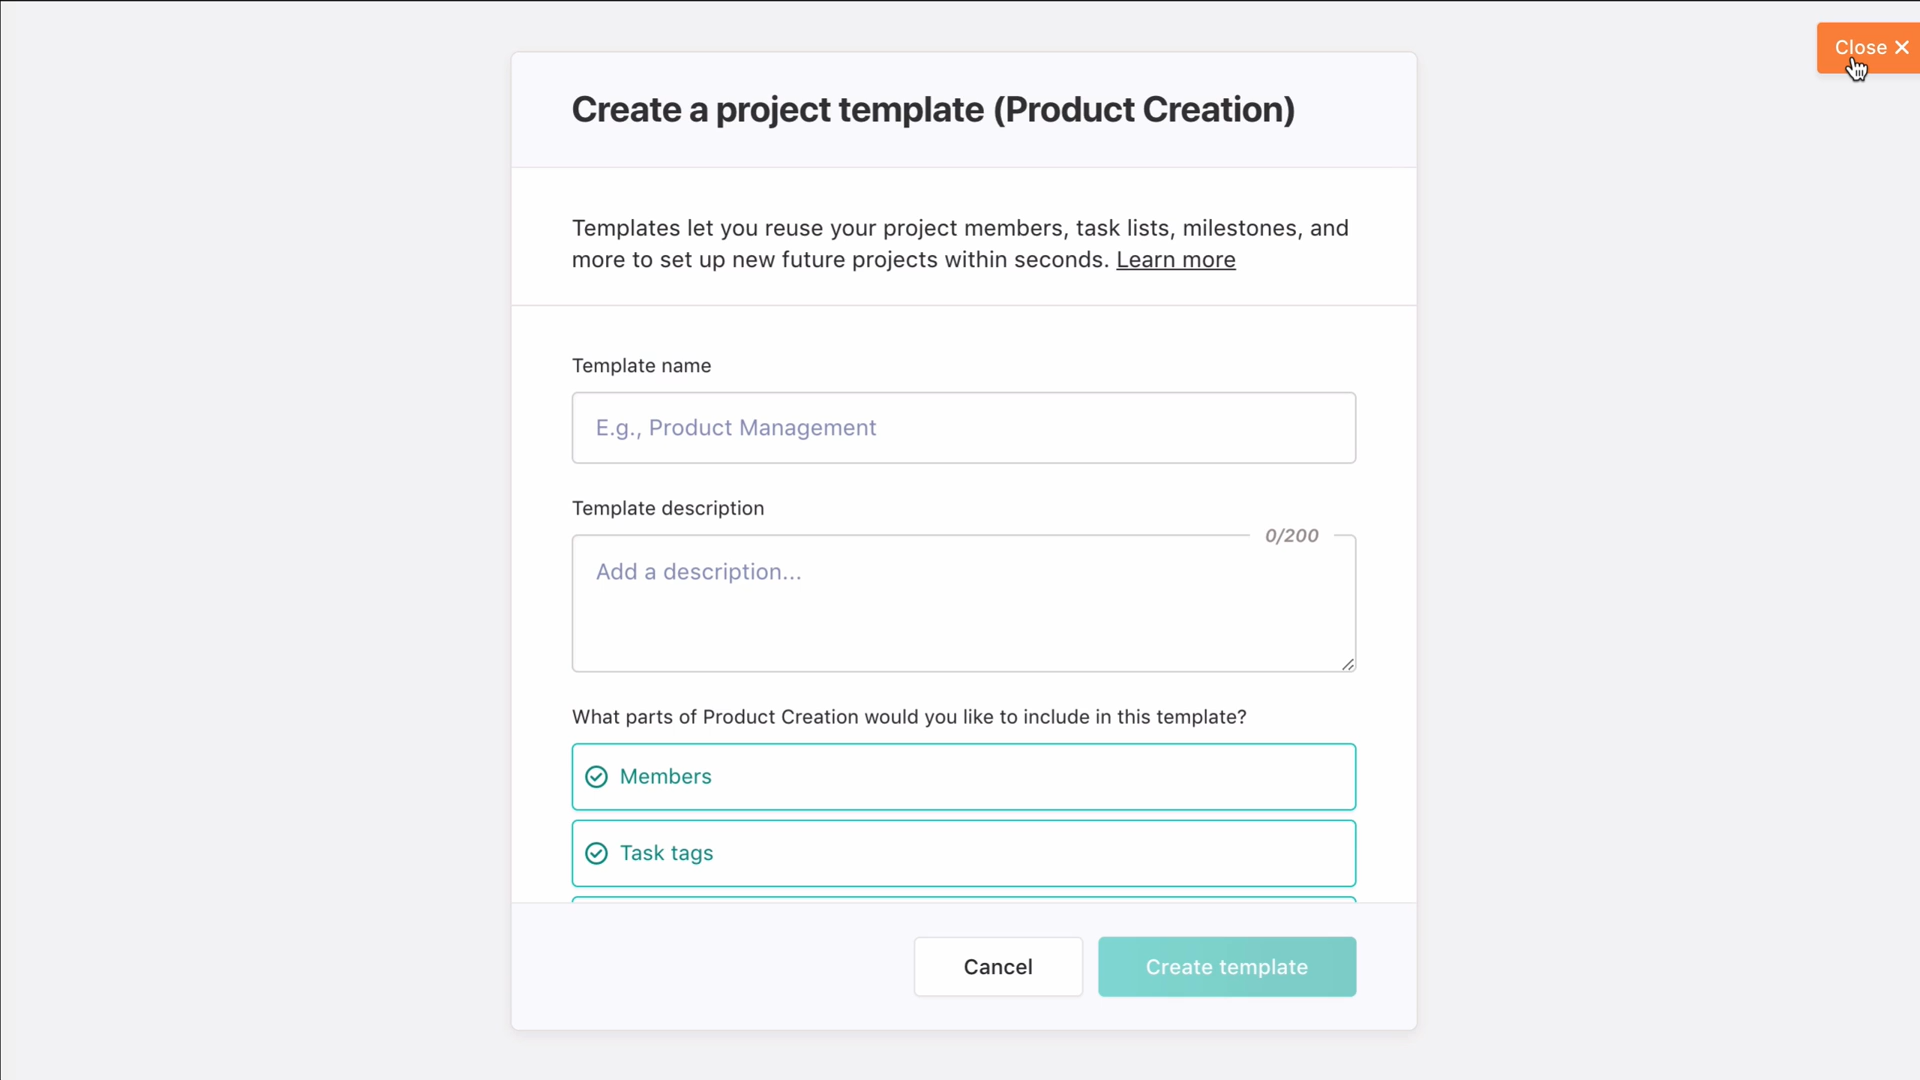 Close
Create a project template (Product Creation)
Templates let you reuse your project members, task lists, milestones, and
more to set up new future projects within seconds. Learn more
Template name
E.g., Product Management
Template description
0/200
Add a description...
What parts of Product Creation would you like to include in this template?
Members
Task tags
Cancel
Create template